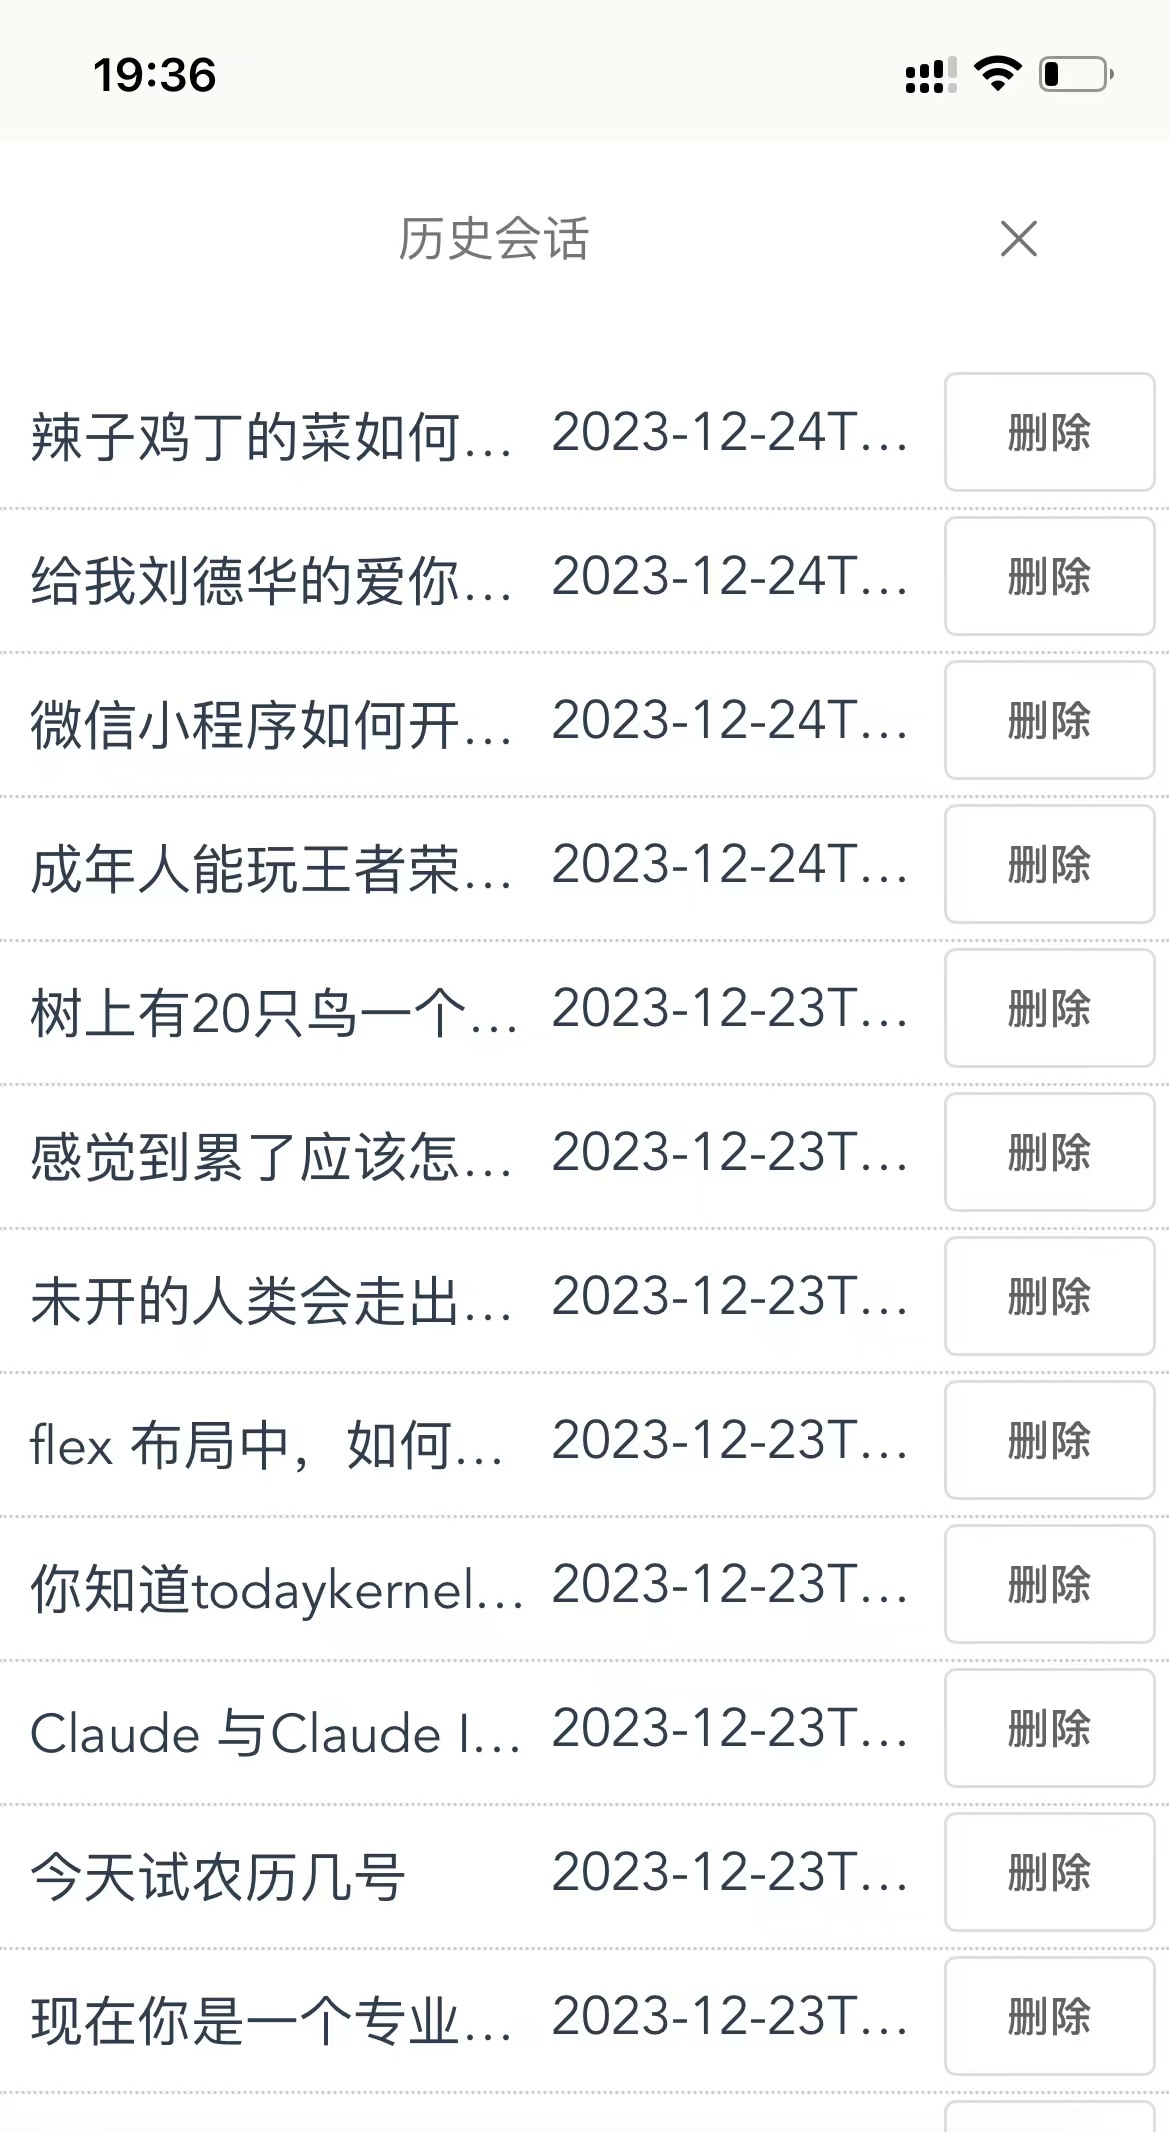 19:36
历史会话
辣子鸡丁的菜如何... 2023-12-24T... 删除
给我刘德华的爱你... 2023-12-24T... 删除
微信小程序如何开... 2023-12-24T... 删除
成年人能玩王者荣... 2023-12-24T... 删除
树上有20只鸟一个... 2023-12-23T... 删除
感觉到累了应该怎... 2023-12-23T... 删除
未开的人类会走出... 2023-12-23T... 删除
flex 布局中，如何... 2023-12-23T... 删除
你知道todaykernel... 2023-12-23T... 删除
Claude 与Claude I... 2023-12-23T... 删除
今天试农历几号 2023-12-23T... 删除
现在你是一个专业... 2023-12-23T... 删除